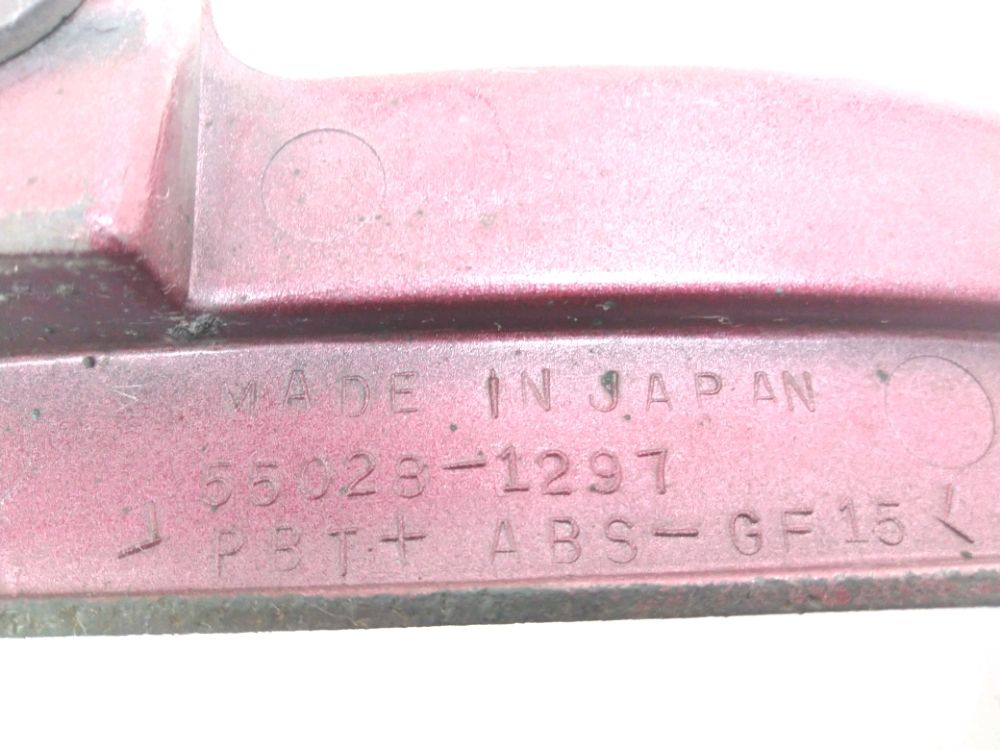 MADE IN JAPAN
55028-1297
>PBT+ ABS-GF15<